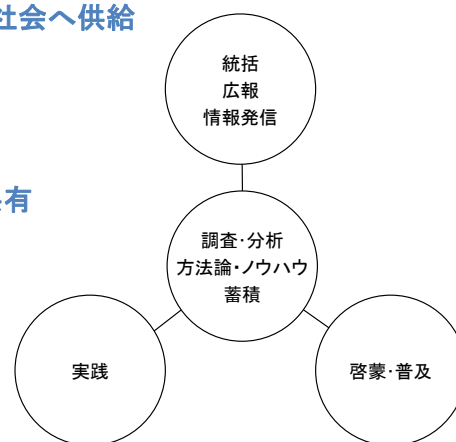 社会へ供給
統括
広報
情報発信
有
調査・分析
方法論・ノウハウ
蓄積
実践
啓蒙・普及